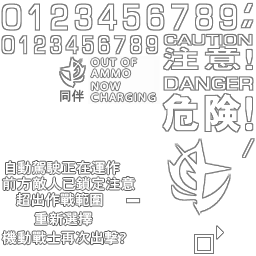 0123456789"
0123456789
CAUTION
注意!
OUT OF
AMMO
NOW
CHARGING
同伴
DANGER
危険!
自動駕駛正在運作
前方敵人已鎖定注意
超出作戰範圍
重新選擇
機動戰士再次出擊?